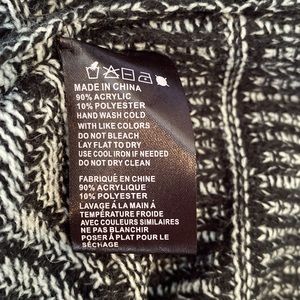 MADE IN CHINA
90% ACRYLIC
10% POLYESTER
HAND WASH COLD
WITH LIKE COLORS
DO NOT BLEACH
LAY FLAT TO DRY
USE COOL IRON IF NEEDED
DO NOT DRY CLEAN
FABRIQUÉ EN CHINE
90% ACRYLIQUE
10% POLYESTER
LAVAGE À LA MAIN À
TEMPÉRATURE FROIDE
AVEC COULEURS SIMILAIRES
NE PAS BLANCHIR
POSER À PLAT POUR LE
SÉCHAGE